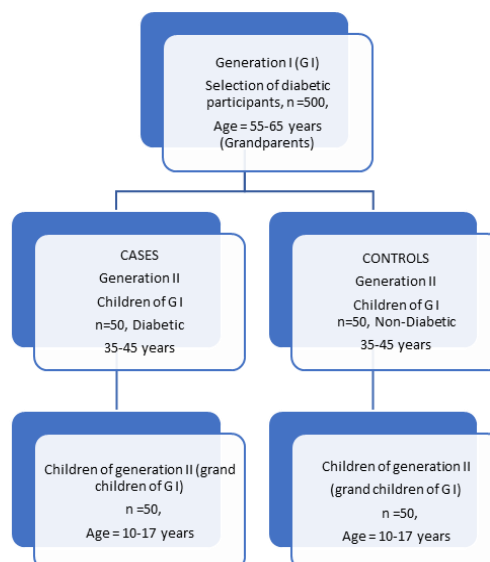 Generation I (G I)
Selection of diabetic
participants, n =500,
Age = 55-65 years
(Grandparents)
CASES
Generation II
Children of G I
n=50, Diabetic
35-45 years
CONTROLS
Generation II
Children of G I
n=50, Non-Diabetic
35-45 years
Children of generation II (grand
children of G I)
n =50,
Age = 10-17 years
Children of generation II
(grand children of G I)
n =50,
Age = 10-17 years